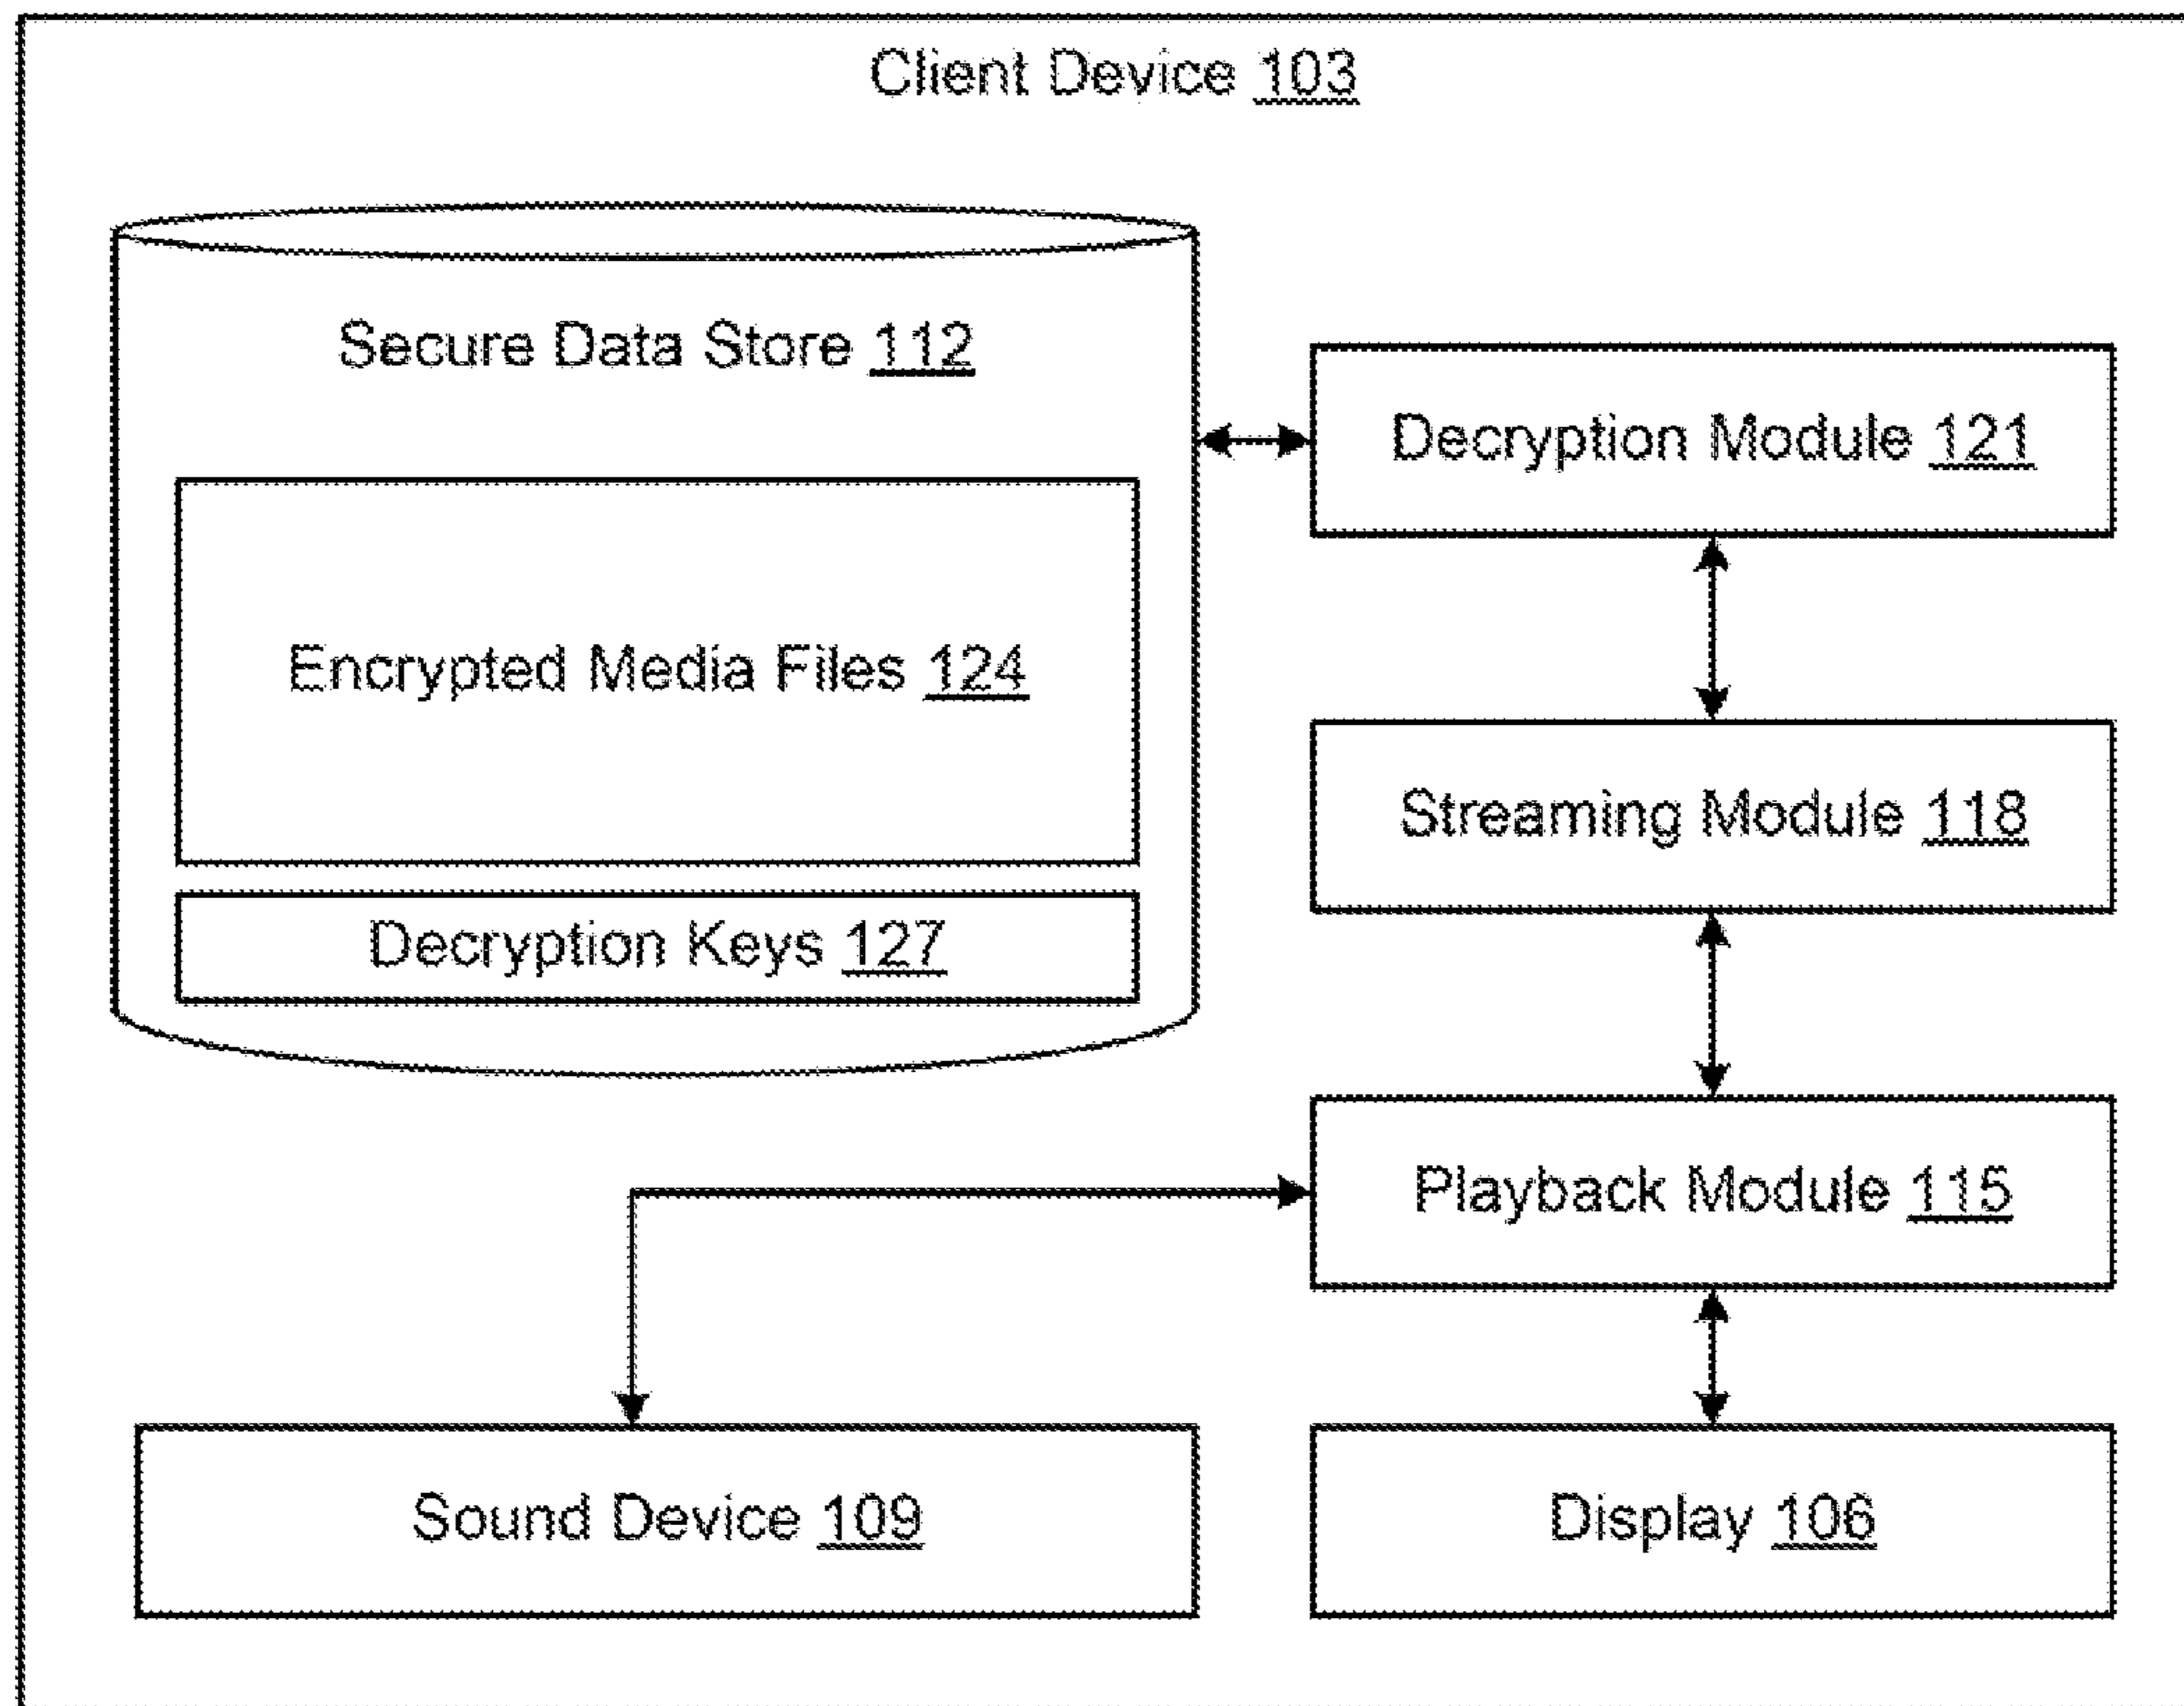 Client Device 103
Secure Data Store 112
Decryption Module 121
Encrypted Media Files 124
Streaming Module 118
Decryption Keys 127
Playback Module 115
Sound Device 109
Display 106